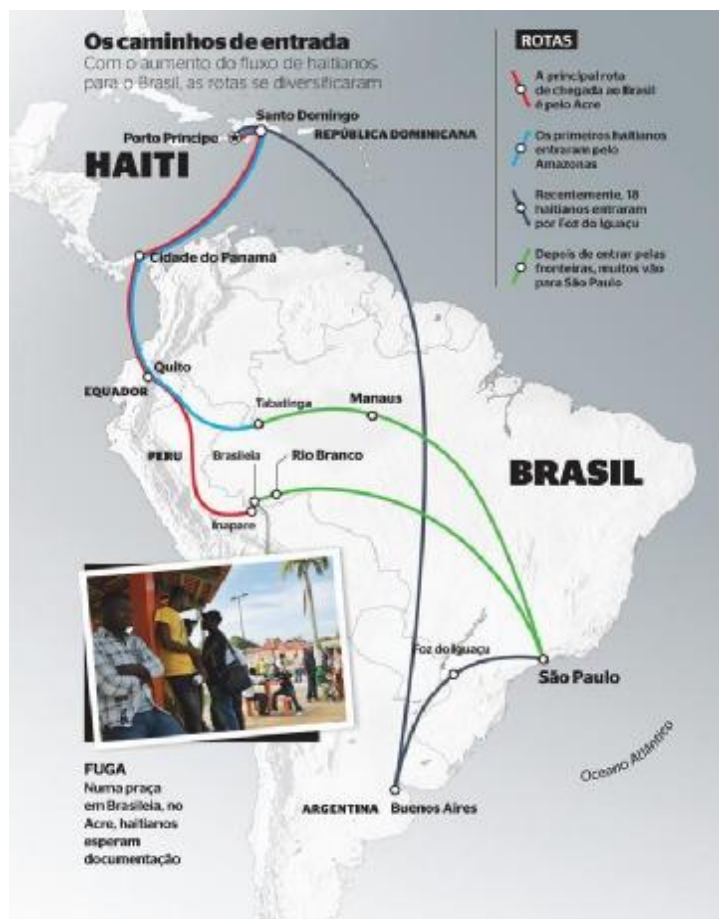 Os caminhos de entrada
Com o aumento do fluxo de haitianos
para o Brasil, as rotas se diversificaram
ROTAS
A principal rota
de chegada ao Brasil
é pelo Acre
Os primeiros haitianos
entraram pelo
Amazonas
Recentemente, 18
haitianos entraram
por Foz do Iguaçu
Depois de entrar pelas
fronteiras, muitos vão
para São Paulo
Santo Domingo
Porto Príncipe
REPÚBLICA DOMINICANA
HAITI
Cidade do Panamá
Quito
EQUADOR
Tabatinga
Manaus
PERU
Brasileia
Rio Branco
BRASIL
Inapare
Foz do Iguaçu
São Paulo
Oceano Atlântico
ARGENTINA
Buenos Aires
FUGA
Numa praça
em Brasileia, no
Acre, haitianos
esperam
documentação